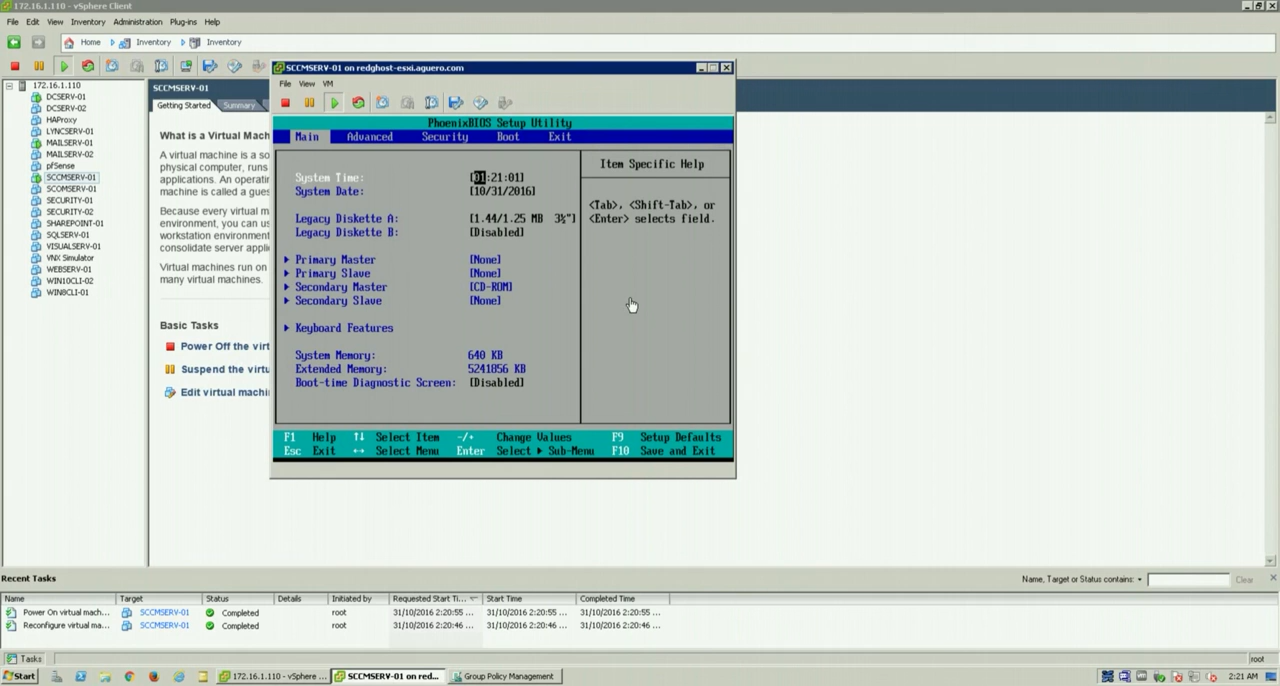 172.16.1.110 - vSphere Client
File Edit View Inventory Administration Plug-ins Help
Home Inventory Inventory
172.16.1.110
DCSERV-01
DCSERV-02
HAProxy
LYNCSERV-01
MAILSERV-01
MAILSERV-02
pfSense
SCCMSERV-01
SCOMSERV-01
SECURITY-01
SECURITY-02
SHAREPOINT-01
SQLSERV-01
VISUALSERV-01
VNX Simulator
WEBSERV-01
WIN10CLI-02
WIN8CLI-01
SCCMSERV-01
Getting Started Summary
What is a Virtual Mach
A virtual machine is a so
physical computer, runs
applications. An operatin
machine is called a gues
Because every virtual m
environment, you can us
workstation environment
consolidate server appli
Virtual machines run on
many virtual machines.
Basic Tasks
Power Off the virt
Suspend the virtu
Edit virtual machi
SCCMSERV-01 on redghost-esxi.aguero.com
File View VM
PhoenixBIOS Setup Utility
Main Advanced Security Boot Exit
System Time: [01:21:01]
System Date: [10/31/2016]
Legacy Diskette A: [1.44/1.25 MB 3½"]
Legacy Diskette B: [Disabled]
Primary Master [None]
Primary Slave [None]
Secondary Master [CD-ROM]
Secondary Slave [None]
Keyboard Features
System Memory: 640 KB
Extended Memory: 5241856 KB
Boot-time Diagnostic Screen: [Disabled]
Item Specific Help
<Tab>, <Shift-Tab>, or
<Enter> selects field.
F1 Help ↑↓ Select Item -/+ Change Values F9 Setup Defaults
Esc Exit ↔ Select Menu Enter Select ▶ Sub-Menu F10 Save and Exit
Recent Tasks
Name, Target or Status contains: Clear
Name Target Status Details Initiated by Requested Start Ti... Start Time Completed Time
Power On virtual mach... SCCMSERV-01 Completed root 31/10/2016 2:20:55 ... 31/10/2016 2:20:55 ... 31/10/2016 2:20:55 ...
Reconfigure virtual ma... SCCMSERV-01 Completed root 31/10/2016 2:20:46 ... 31/10/2016 2:20:46 ... 31/10/2016 2:20:46 ...
Tasks root
Start 172.16.1.110 - vSphere ... SCCMSERV-01 on red... Group Policy Management 2:21 AM